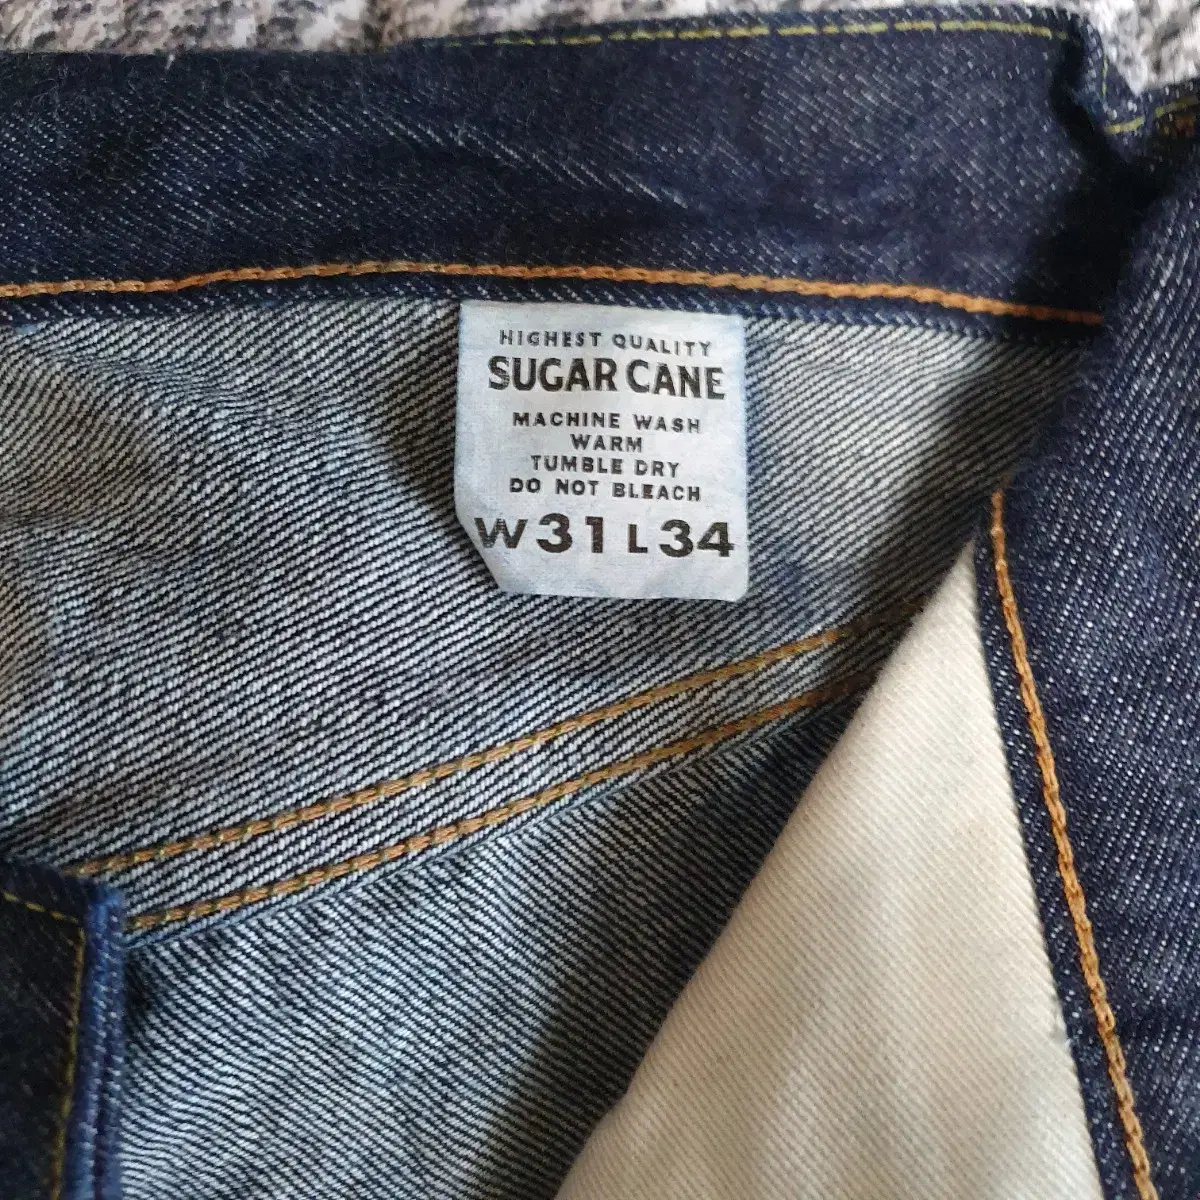 HIGHEST QUALITY
SUGAR CANE
MACHINE WASH
WARM
TUMBLE DRY
DO NOT BLEACH
W31 L34